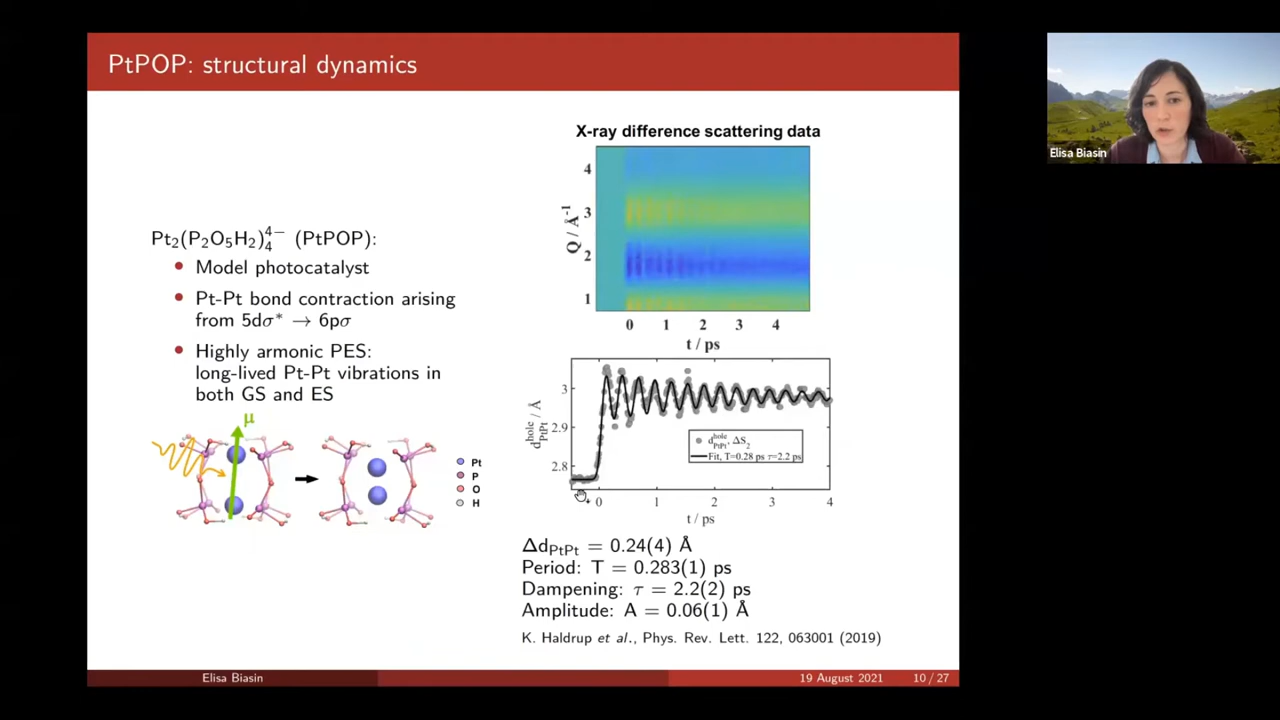 PtPOP: structural dynamics
Elisa Biasin
Pt₂(P₂O₅H₂)₄⁴⁻ (PtPOP):
• Model photocatalyst
• Pt-Pt bond contraction arising
from 5dσ* → 6pσ
• Highly armonic PES:
long-lived Pt-Pt vibrations in
both GS and ES
μ
Pt
P
O
H
X-ray difference scattering data
4
3
2
1
Q / Å⁻¹
0 1 2 3 4
t / ps
3
2.9
2.8
d_PtPt^hole / Å
d_PtPt^hole, ΔS₂
Fit, T=0.28 ps τ=2.2 ps
0 1 2 3 4
t / ps
Δd_PtPt = 0.24(4) Å
Period: T = 0.283(1) ps
Dampening: τ = 2.2(2) ps
Amplitude: A = 0.06(1) Å
K. Haldrup et al., Phys. Rev. Lett. 122, 063001 (2019)
Elisa Biasin
19 August 2021
10 / 27